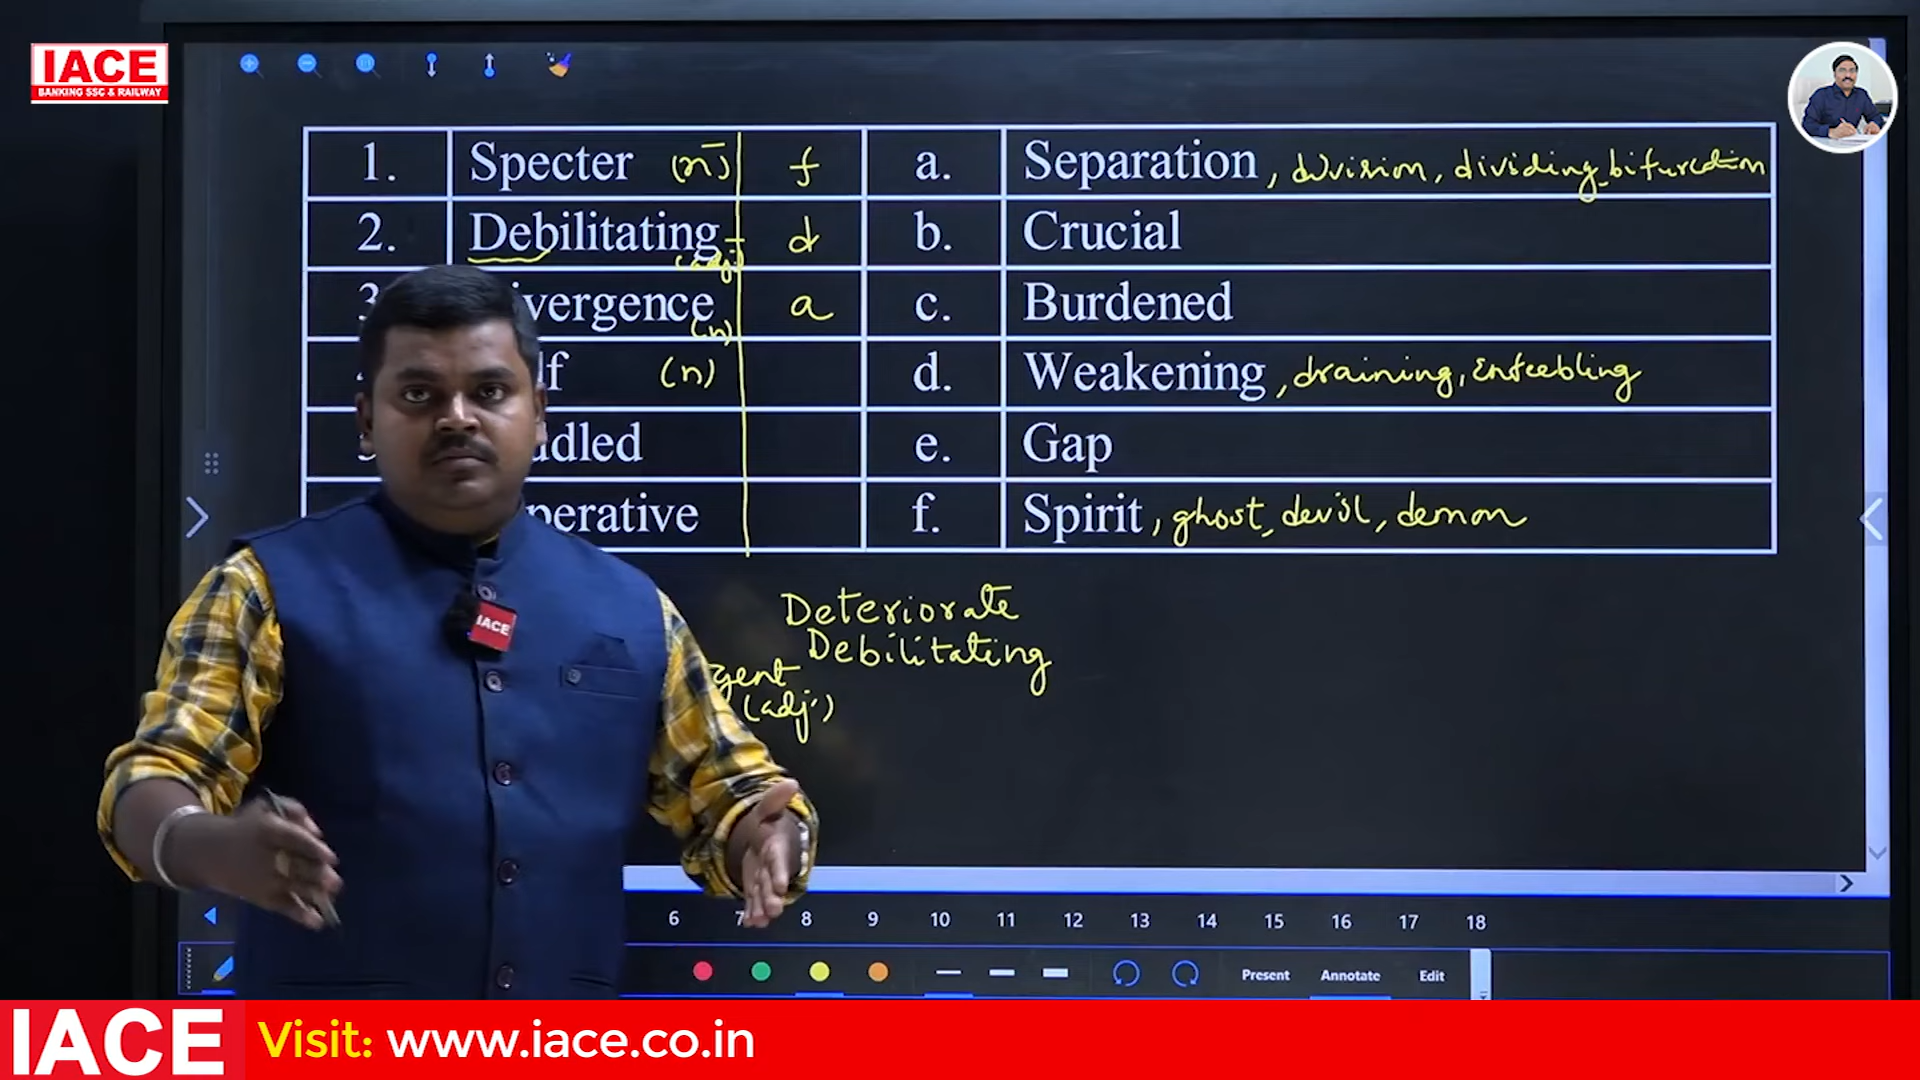 IACE
BANKING SSC & RAILWAY
1. Specter (n) f a. Separation, division, dividing, bifurcation
2. Debilitating (adj) d b. Crucial
3 ivergence (n) a c. Burdened
lf (n) d. Weakening, draining, Enfeebling
dled e. Gap
perative f. Spirit, ghost, devil, demon
Deteriorate
Debilitating
gent
(adj.)
IACE
6 7 8 9 10 11 12 13 14 15 16 17 18
Present Annotate Edit
IACE Visit: www.iace.co.in